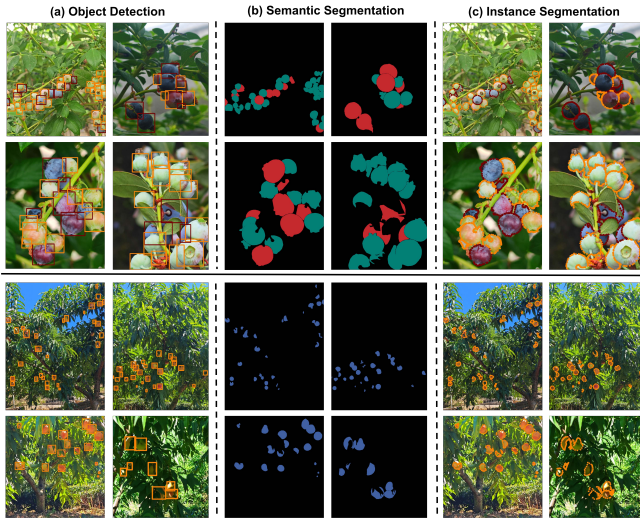 (a) Object Detection
(b) Semantic Segmentation
(c) Instance Segmentation